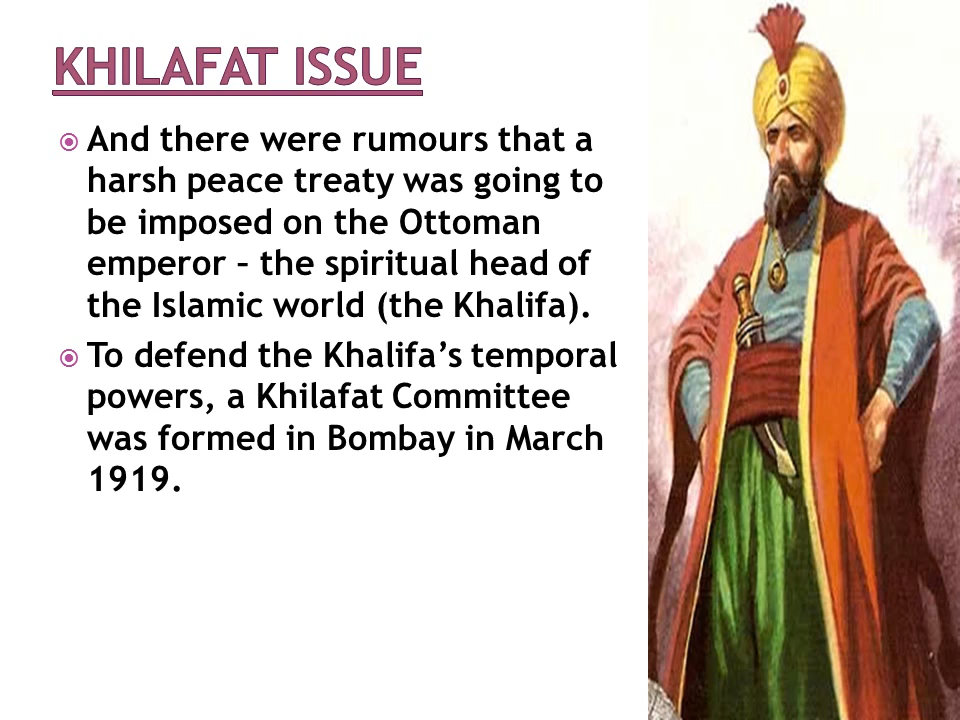 KHILAFAT ISSUE
And there were rumours that a
harsh peace treaty was going to
be imposed on the Ottoman
emperor – the spiritual head of
the Islamic world (the Khalifa).
To defend the Khalifa’s temporal
powers, a Khilafat Committee
was formed in Bombay in March
1919.